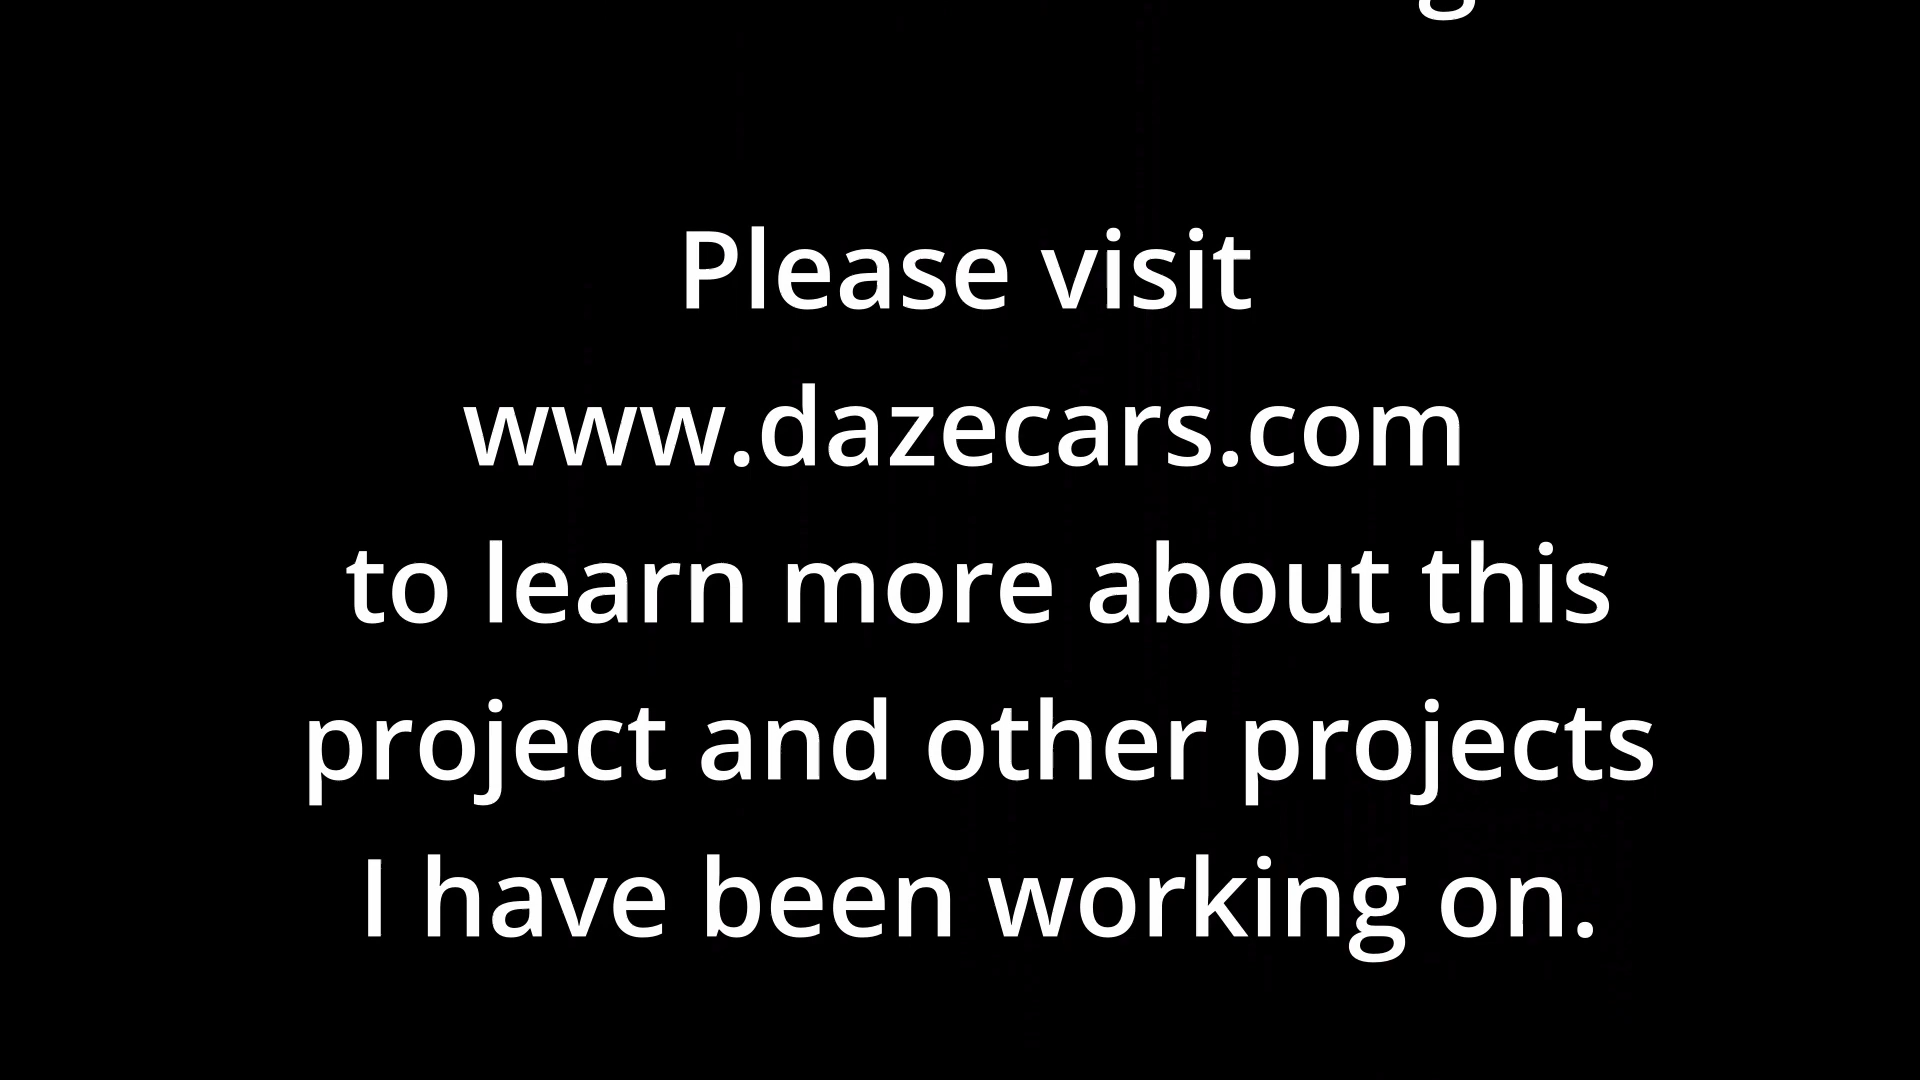 Please visit
www.dazecars.com
to learn more about this
project and other projects
I have been working on.